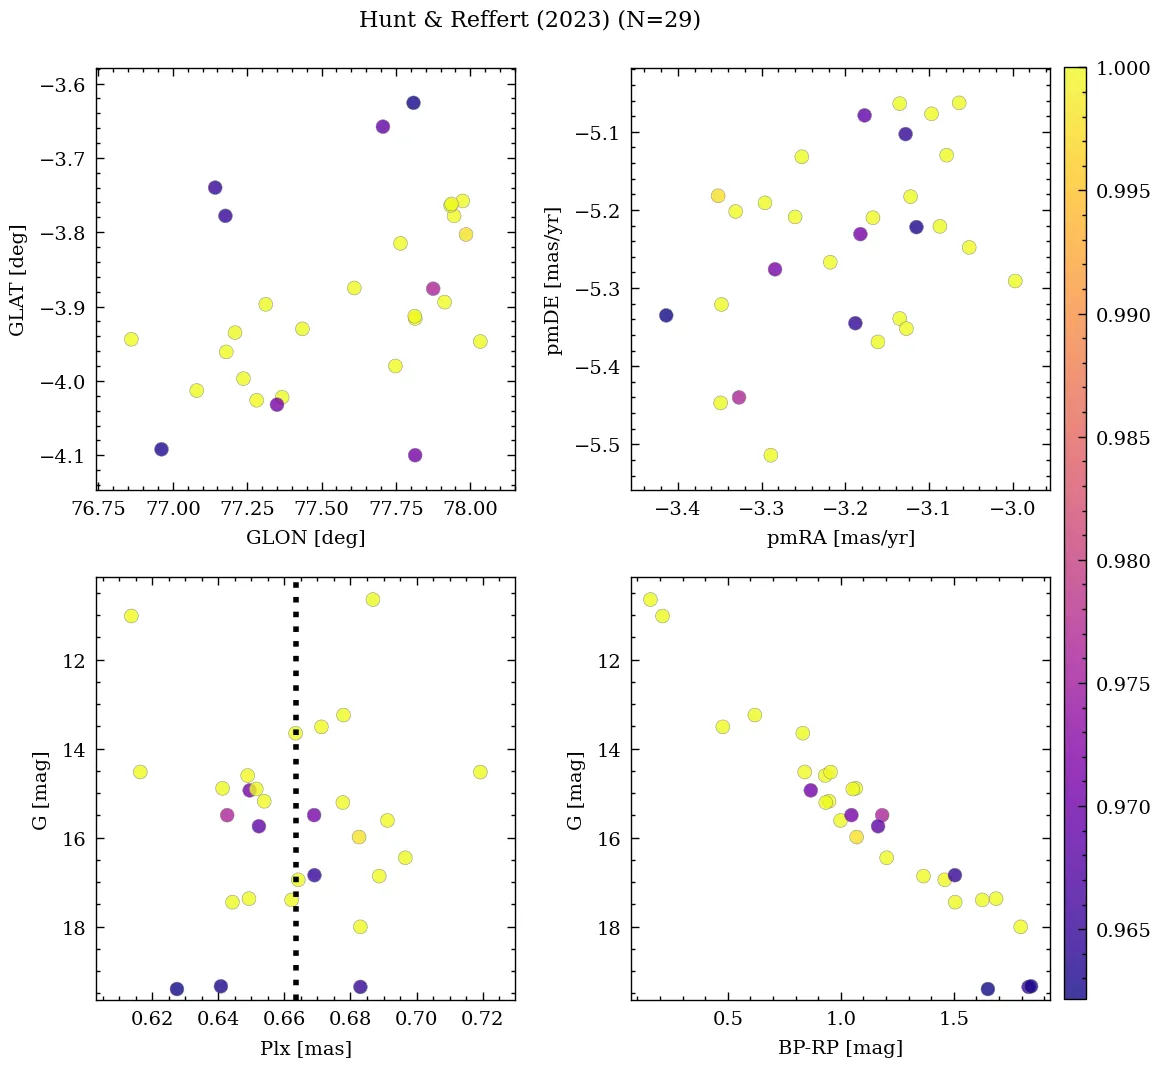 Hunt & Reffert (2023) (N=29)
−3.6
−3.7
−3.8
−3.9
−4.0
−4.1
GLAT [deg]
76.75 77.00 77.25 77.50 77.75 78.00
GLON [deg]
−5.1
−5.2
−5.3
−5.4
−5.5
pmDE [mas/yr]
−3.4 −3.3 −3.2 −3.1 −3.0
pmRA [mas/yr]
12
14
16
18
G [mag]
0.62 0.64 0.66 0.68 0.70 0.72
Plx [mas]
12
14
16
18
G [mag]
0.5 1.0 1.5
BP-RP [mag]
1.000
0.995
0.990
0.985
0.980
0.975
0.970
0.965